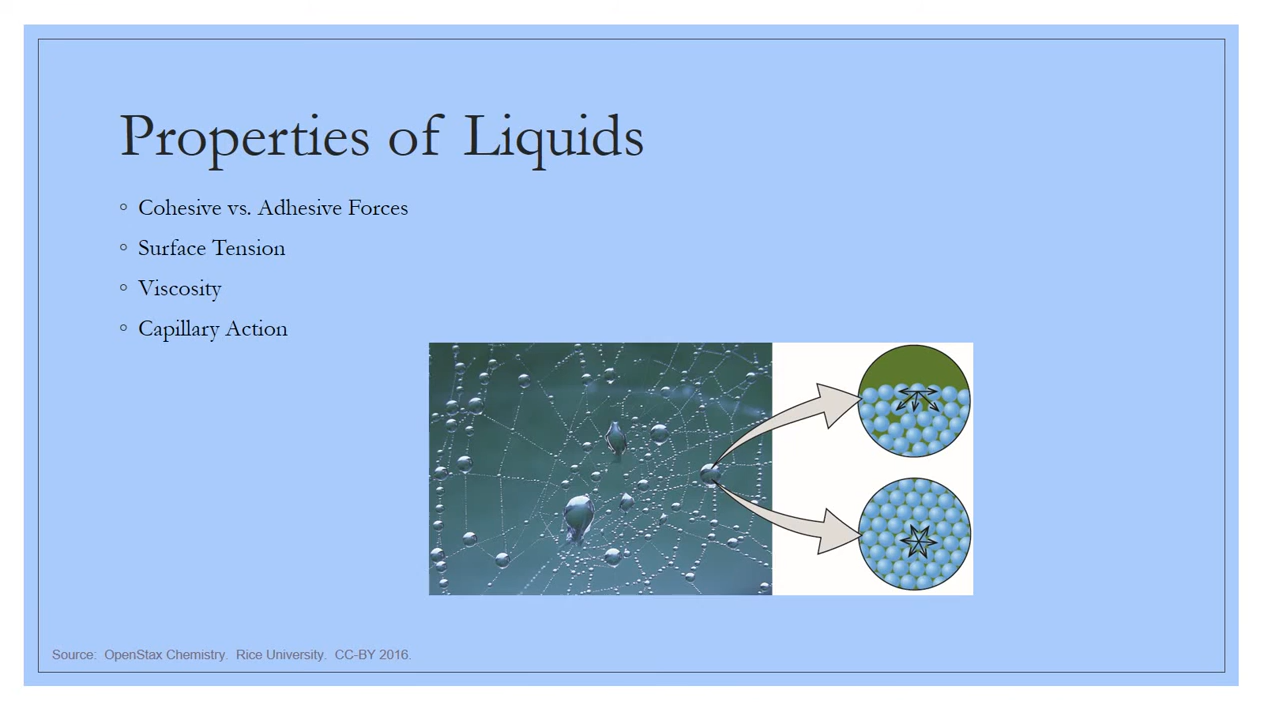 Properties of Liquids
◦ Cohesive vs. Adhesive Forces
◦ Surface Tension
◦ Viscosity
◦ Capillary Action
Source:  OpenStax Chemistry.  Rice University.  CC-BY 2016.